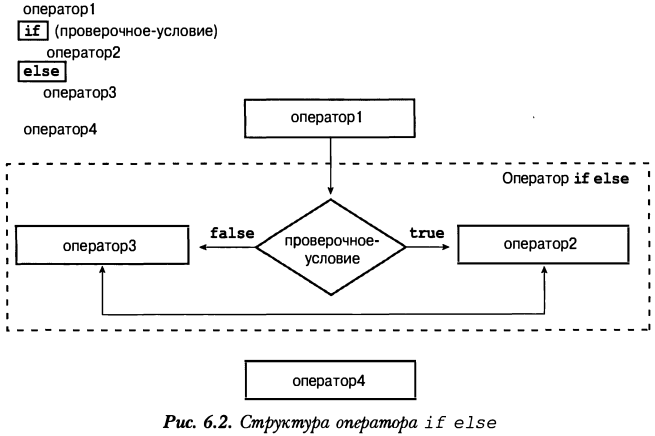 оператор1
if (проверочное-условие)
оператор2
else
оператор3
оператор4
оператор1
Оператор if else
false
true
оператор3
проверочное-
условие
оператор2
оператор4
Рис. 6.2. Структура оператора if else